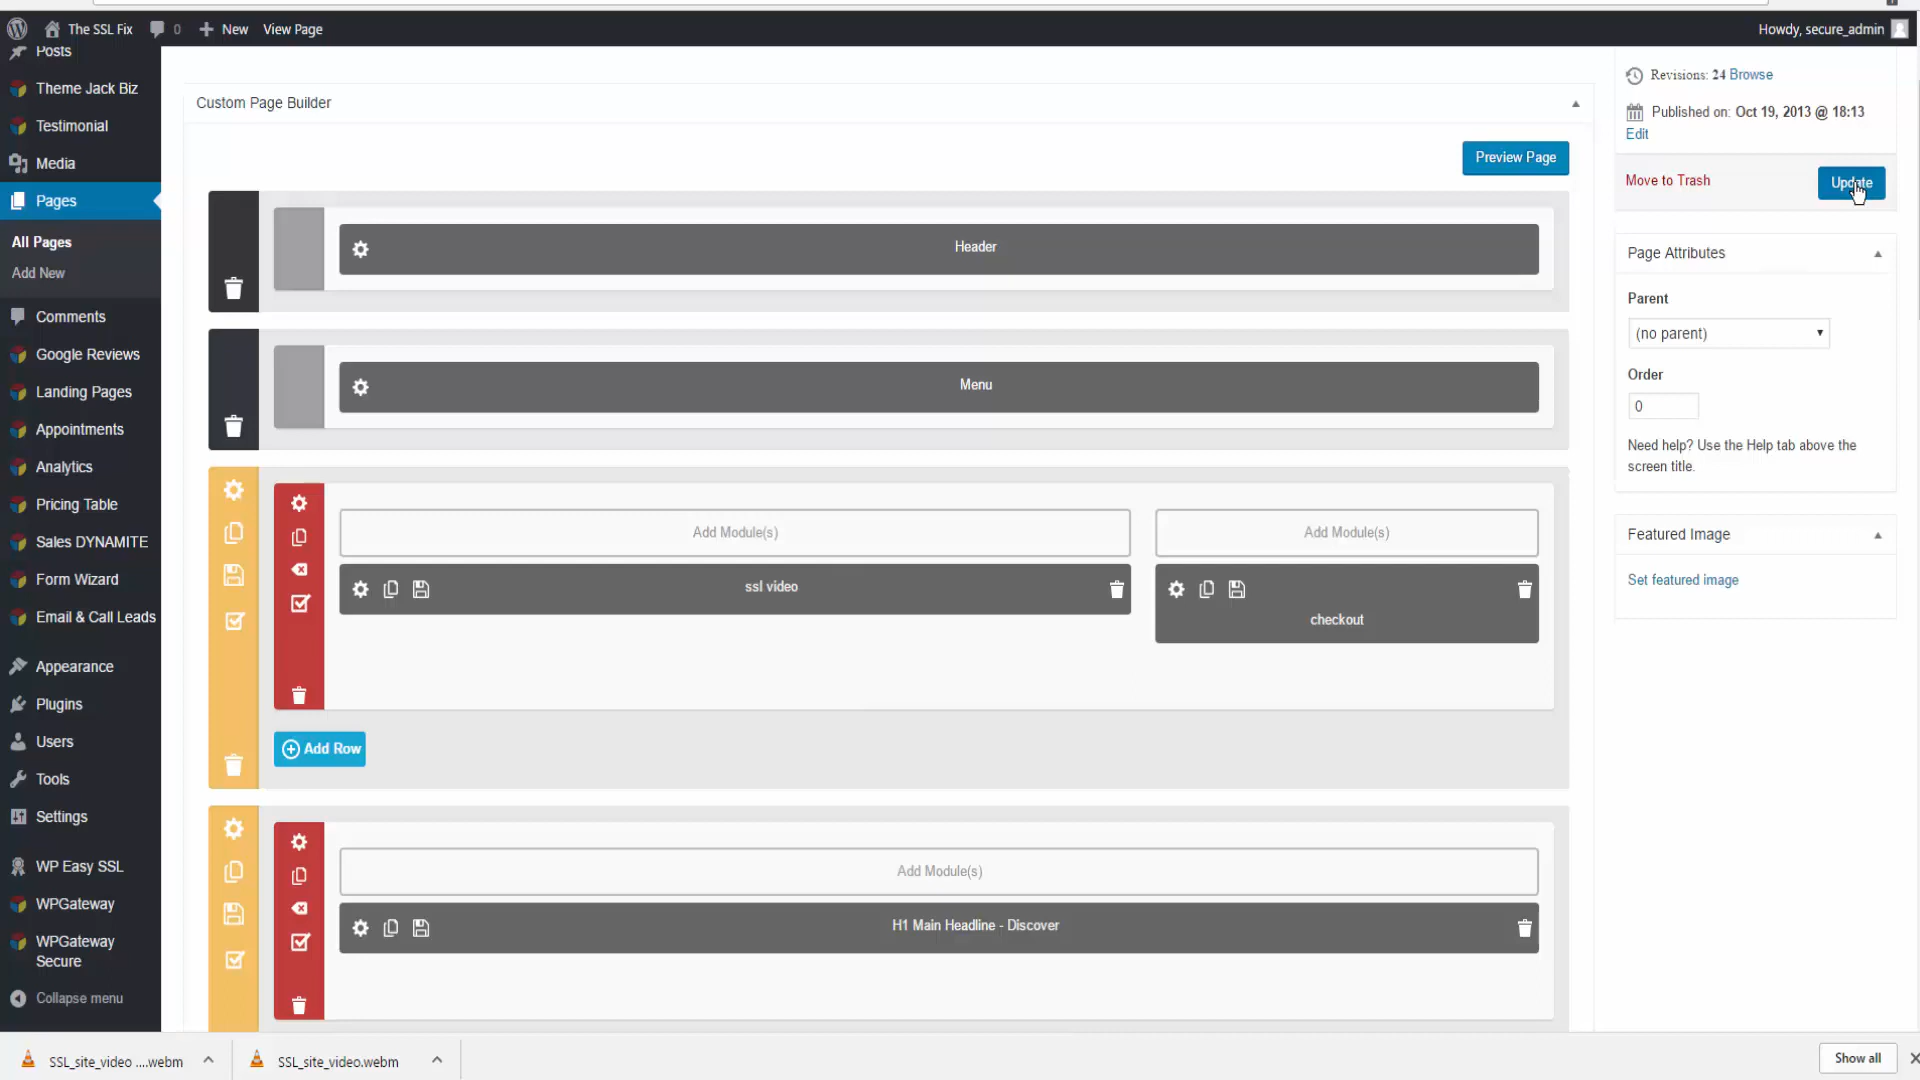 The SSL Fix
0
New
View Page
Howdy, secure_admin
Posts
Theme Jack Biz
Testimonial
Media
Pages
All Pages
Add New
Comments
Google Reviews
Landing Pages
Appointments
Analytics
Pricing Table
Sales DYNAMITE
Form Wizard
Email & Call Leads
Appearance
Plugins
Users
Tools
Settings
WP Easy SSL
WPGateway
WPGateway
Secure
Collapse menu
Custom Page Builder
Preview Page
Header
Menu
Add Module(s)
Add Module(s)
ssl video
checkout
Add Row
Add Module(s)
H1 Main Headline - Discover
Revisions: 24 Browse
Published on: Oct 19, 2013 @ 18:13
Edit
Move to Trash
Update
Page Attributes
Parent
(no parent)
Order
0
Need help? Use the Help tab above the
screen title.
Featured Image
Set featured image
SSL_site_video ....webm
SSL_site_video.webm
Show all